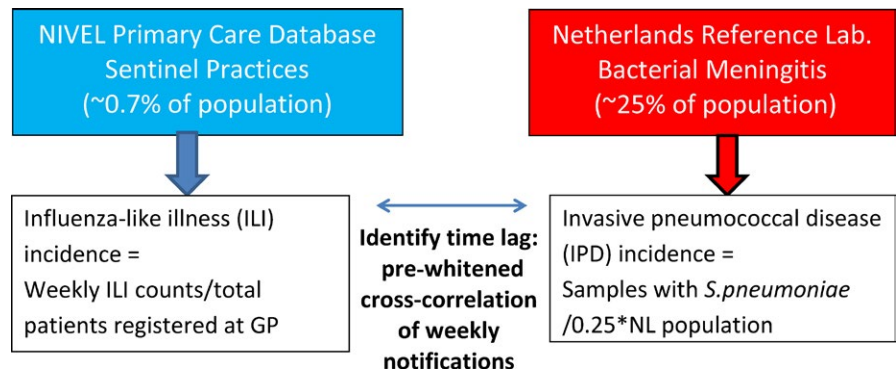 NIVEL Primary Care Database
Sentinel Practices
(~0.7% of population)
Netherlands Reference Lab.
Bacterial Meningitis
(~25% of population)
Influenza-like illness (ILI)
incidence =
Weekly ILI counts/total
patients registered at GP
Identify time lag:
pre-whitened
cross-correlation
of weekly
notifications
Invasive pneumococcal disease
(IPD) incidence =
Samples with S.pneumoniae
/0.25*NL population